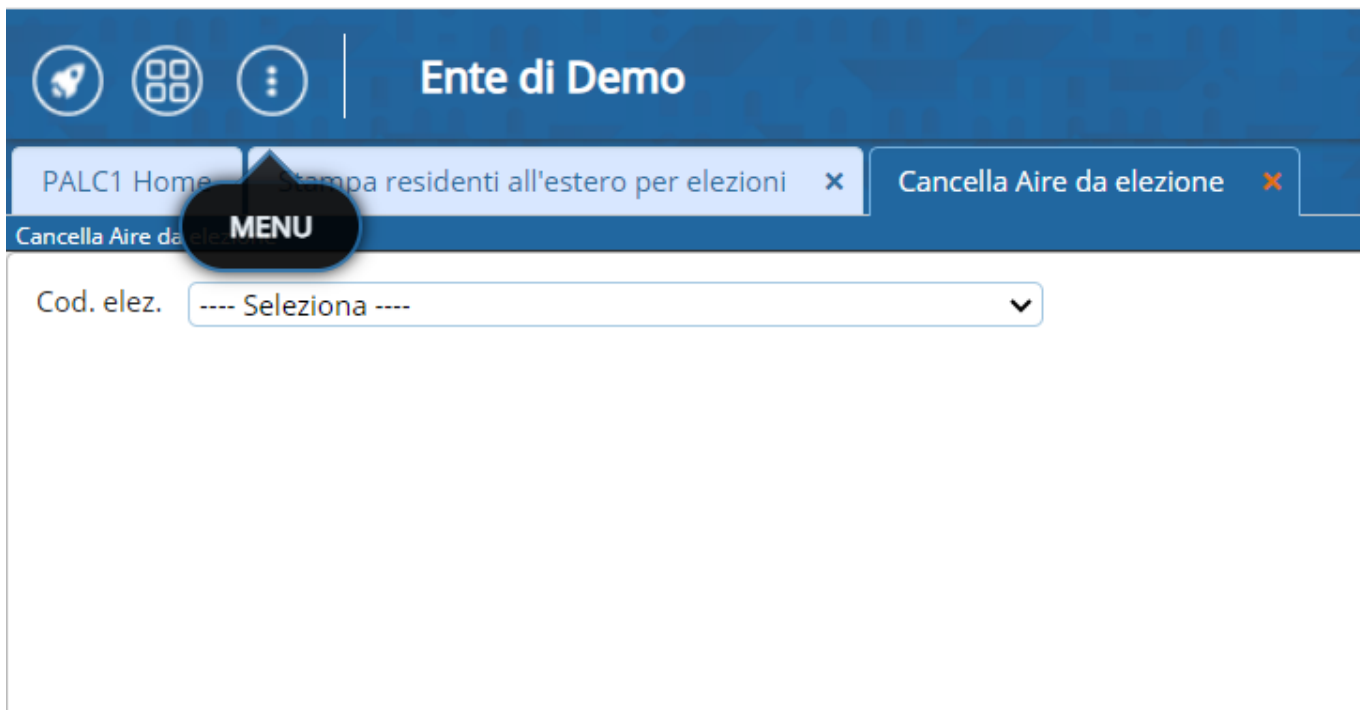 Ente di Demo
PALC1 Home Stampa residenti all'estero per elezioni × Cancella Aire da elezione ×
MENU
Cancella Aire da elezione
Cod. elez. ---- Seleziona ----